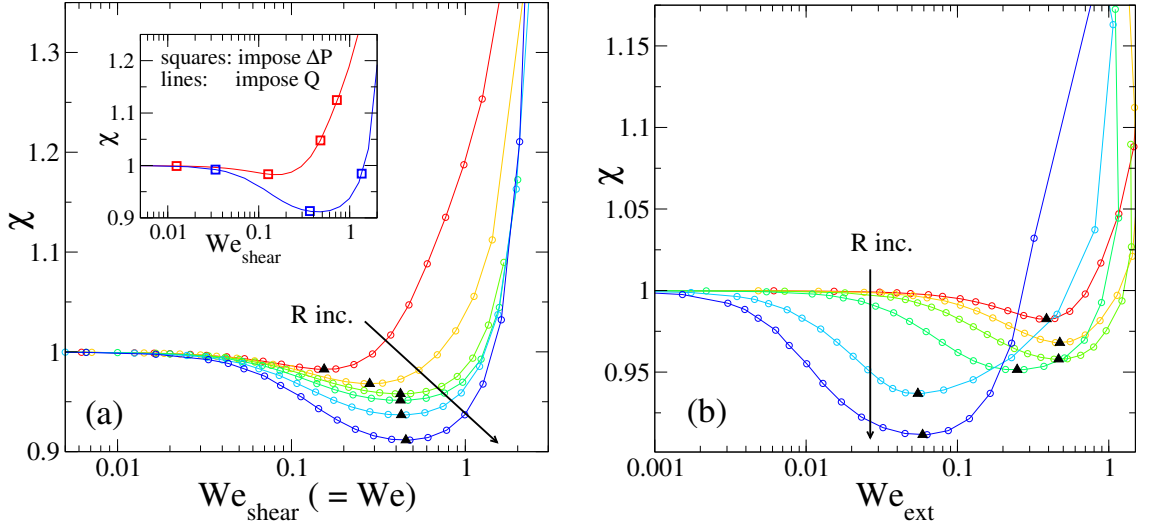 1.3
1.2
1.1
1
0.9
χ
squares: impose ΔP
lines: impose Q
1.2
1.1
1
0.9
χ
0.01
0.1
1
We_shear
R inc.
(a)
0.01
0.1
1
We_shear ( = We)
1.15
1.1
1.05
1
0.95
χ
R inc.
(b)
0.001
0.01
0.1
1
We_ext